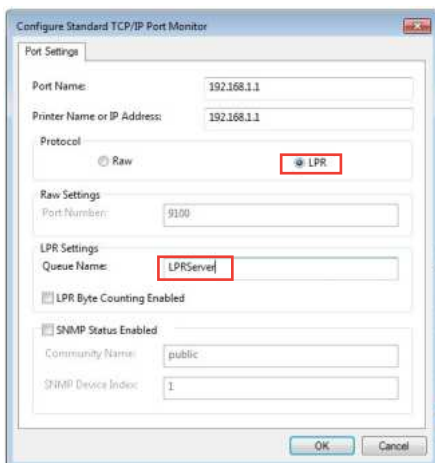 Configure Standard TCP/IP Port Monitor
Port Settings
Port Name: 192.168.1.1
Printer Name or IP Address: 192.168.1.1
Protocol
Raw LPR
Raw Settings
Port Number: 9100
LPR Settings
Queue Name: LPRServer
LPR Byte Counting Enabled
SNMP Status Enabled
Community Name: public
SNMP Device Index: 1
OK Cancel